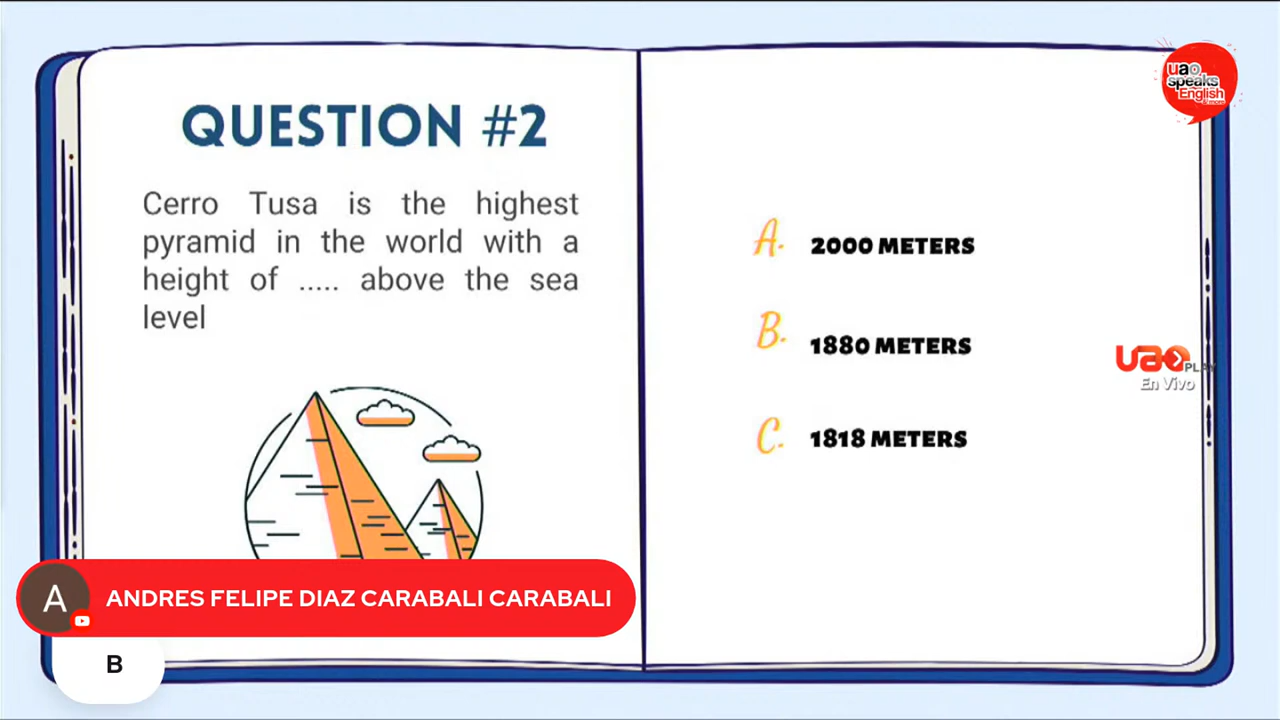 QUESTION #2
Cerro Tusa is the highest
pyramid in the world with a
height of ..... above the sea
level
A. 2000 METERS
B. 1880 METERS
C. 1818 METERS
uao
speaks
English
& more
uao PLAY
En Vivo
A ANDRES FELIPE DIAZ CARABALI CARABALI
B